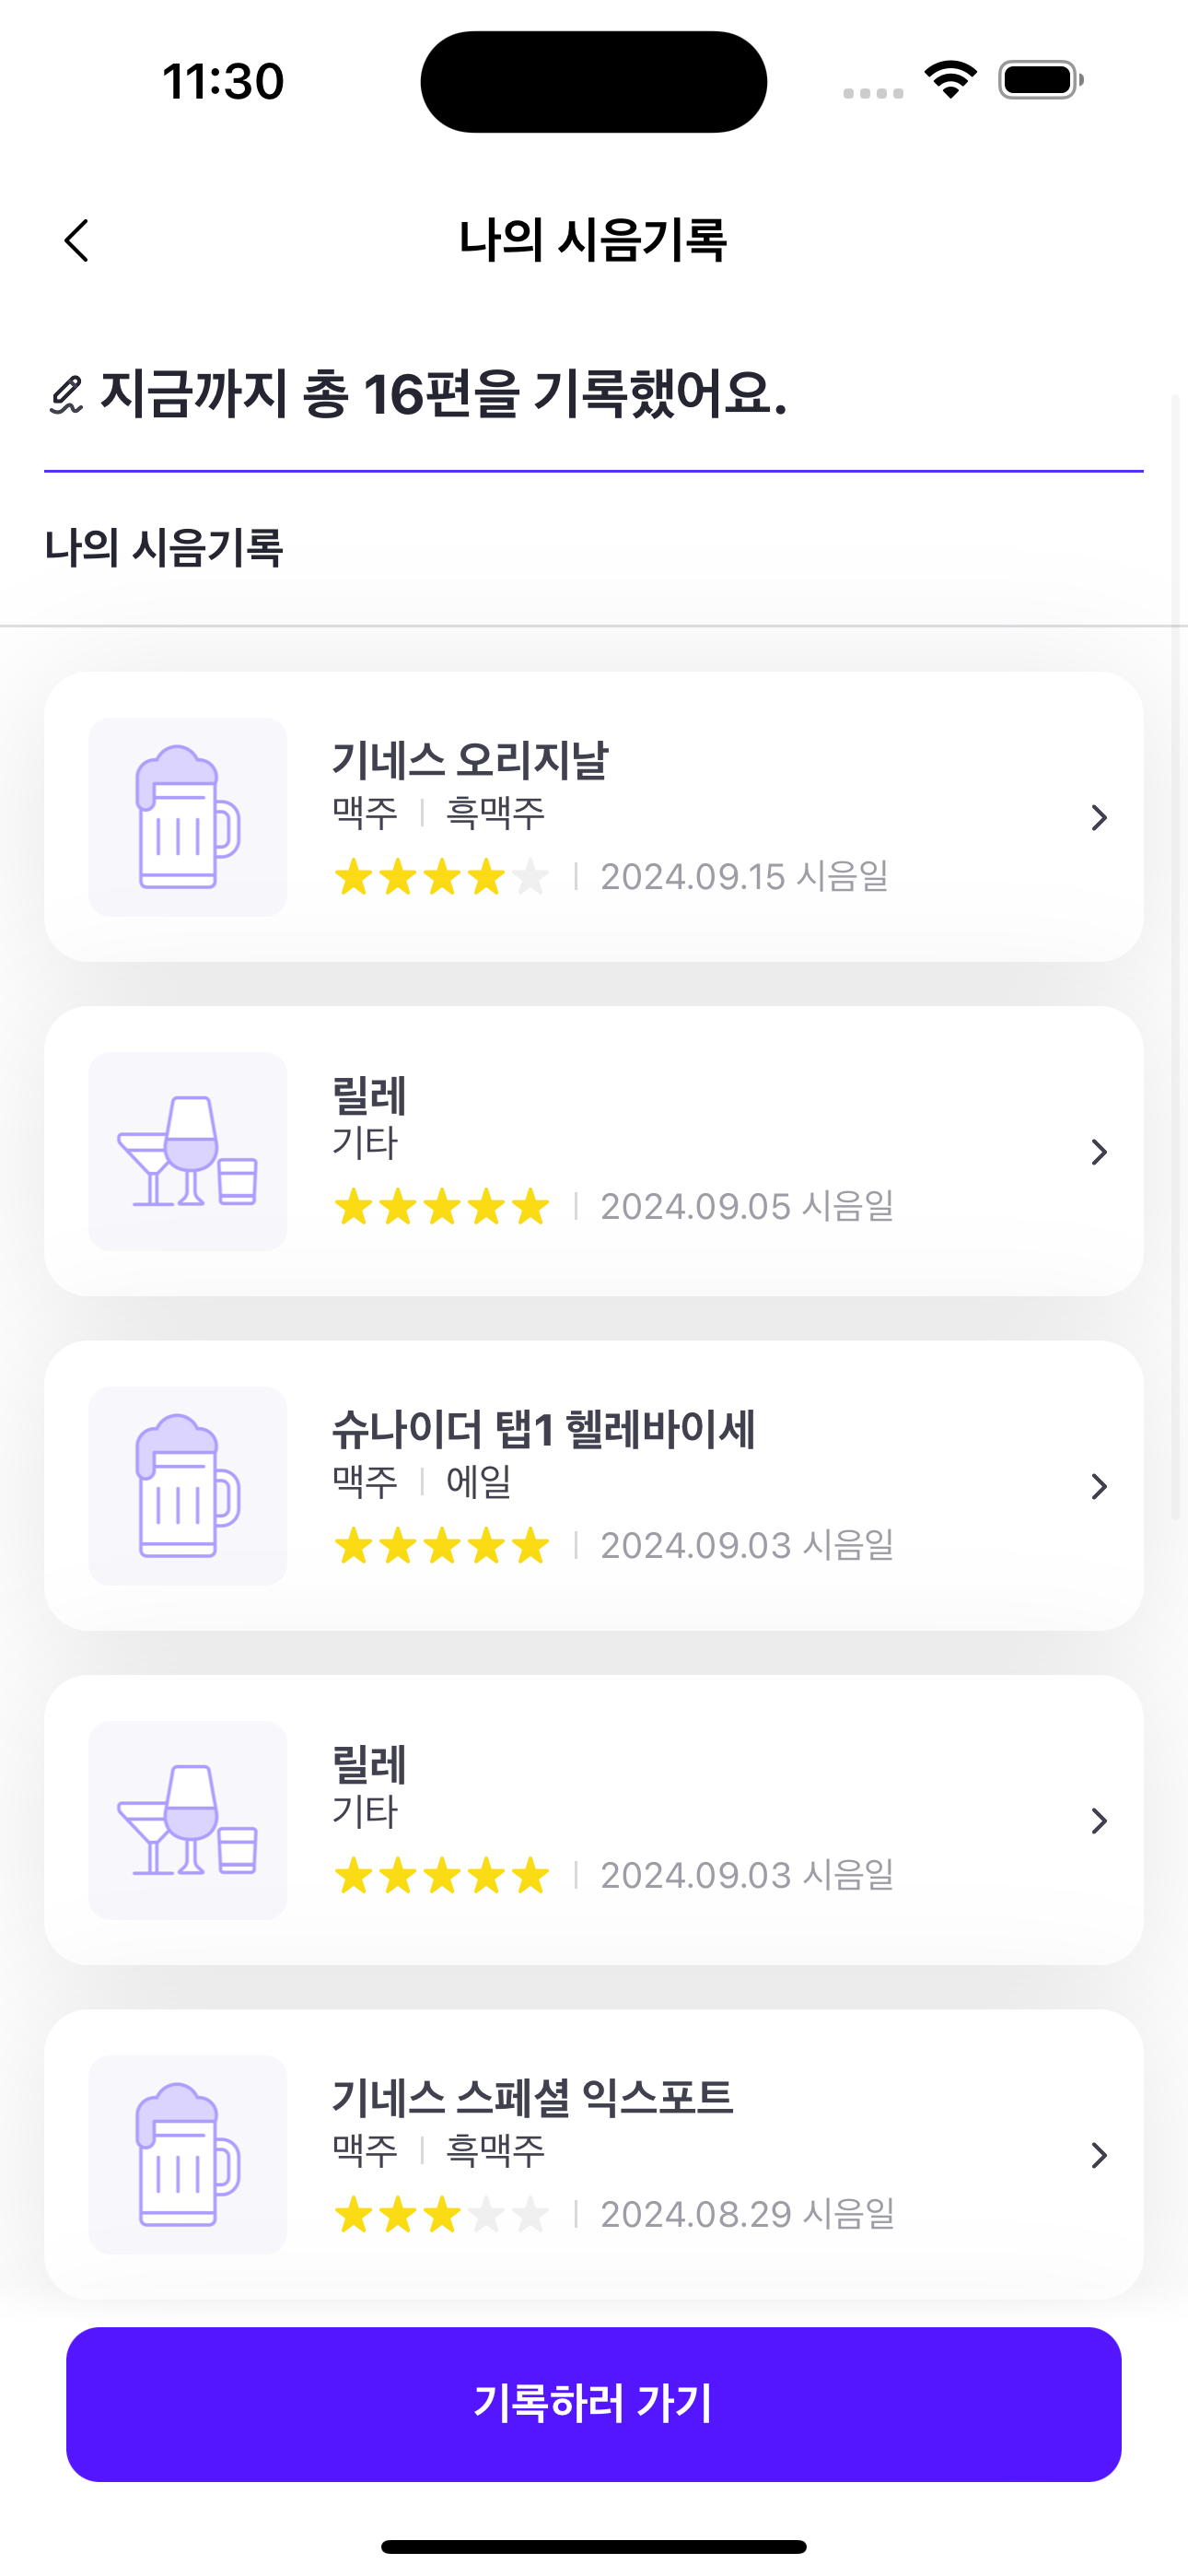 11:30
나의 시음기록
지금까지 총 16편을 기록했어요.
나의 시음기록
기네스 오리지날
맥주 | 흑맥주
2024.09.15 시음일
릴레
기타
2024.09.05 시음일
슈나이더 탭1 헬레바이세
맥주 | 에일
2024.09.03 시음일
릴레
기타
2024.09.03 시음일
기네스 스페셜 익스포트
맥주 | 흑맥주
2024.08.29 시음일
기록하러 가기